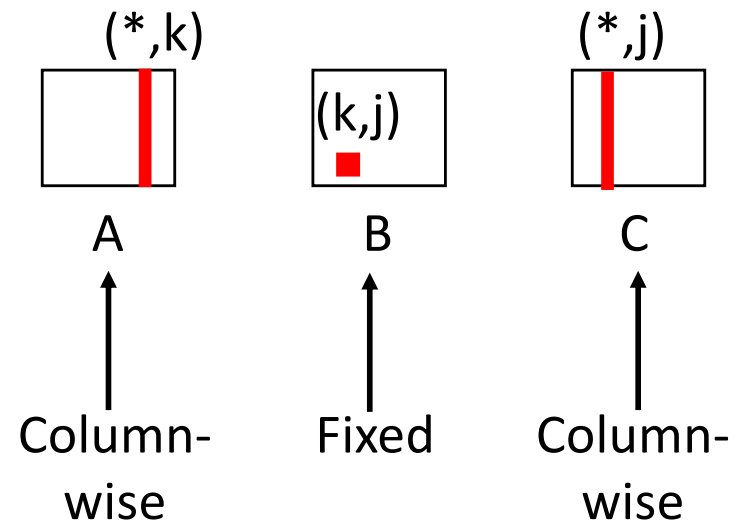 (*,k)
(*,j)
(k,j)
A
B
C
Column-
wise
Fixed
Column-
wise